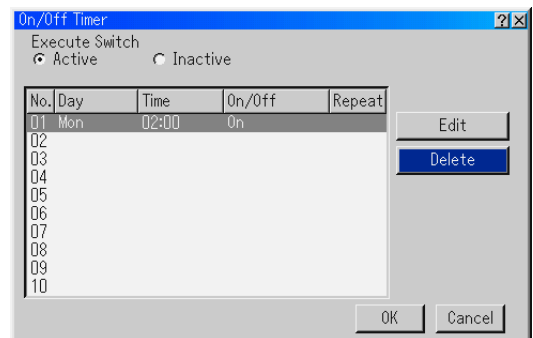 On/Off Timer ? ×
Execute Switch
Active Inactive
No. Day Time On/Off Repeat
01 Mon 02:00 On
02
03
04
05
06
07
08
09
10
Edit
Delete
OK Cancel